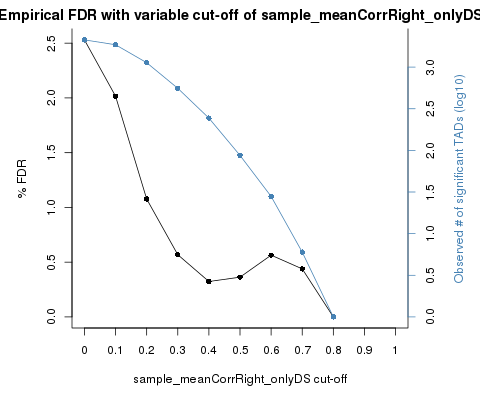 Empirical FDR with variable cut-off of sample_meanCorrRight_onlyDS
% FDR
2.5
2.0
1.5
1.0
0.5
0.0
3.0
2.5
2.0
1.5
1.0
0.5
0.0
Observed # of significant TADs (log10)
0 0.1 0.2 0.3 0.4 0.5 0.6 0.7 0.8 0.9 1
sample_meanCorrRight_onlyDS cut-off